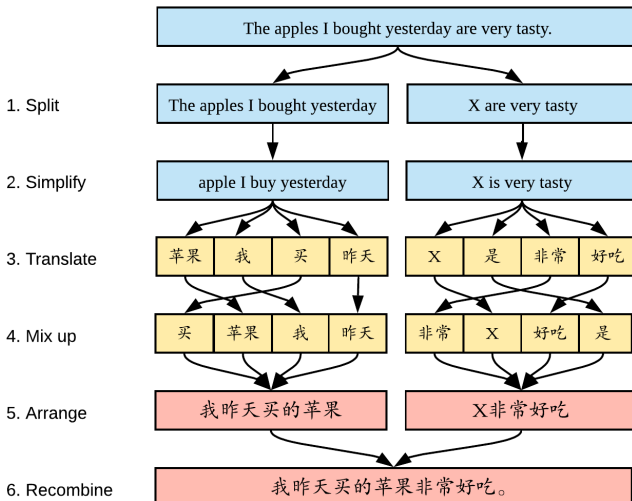 The apples I bought yesterday are very tasty.
1. Split
The apples I bought yesterday
X are very tasty
2. Simplify
apple I buy yesterday
X is very tasty
3. Translate
苹果 我 买 昨天
X 是 非常 好吃
4. Mix up
买 苹果 我 昨天
非常 X 好吃 是
5. Arrange
我昨天买的苹果
X非常好吃
6. Recombine
我昨天买的苹果非常好吃。